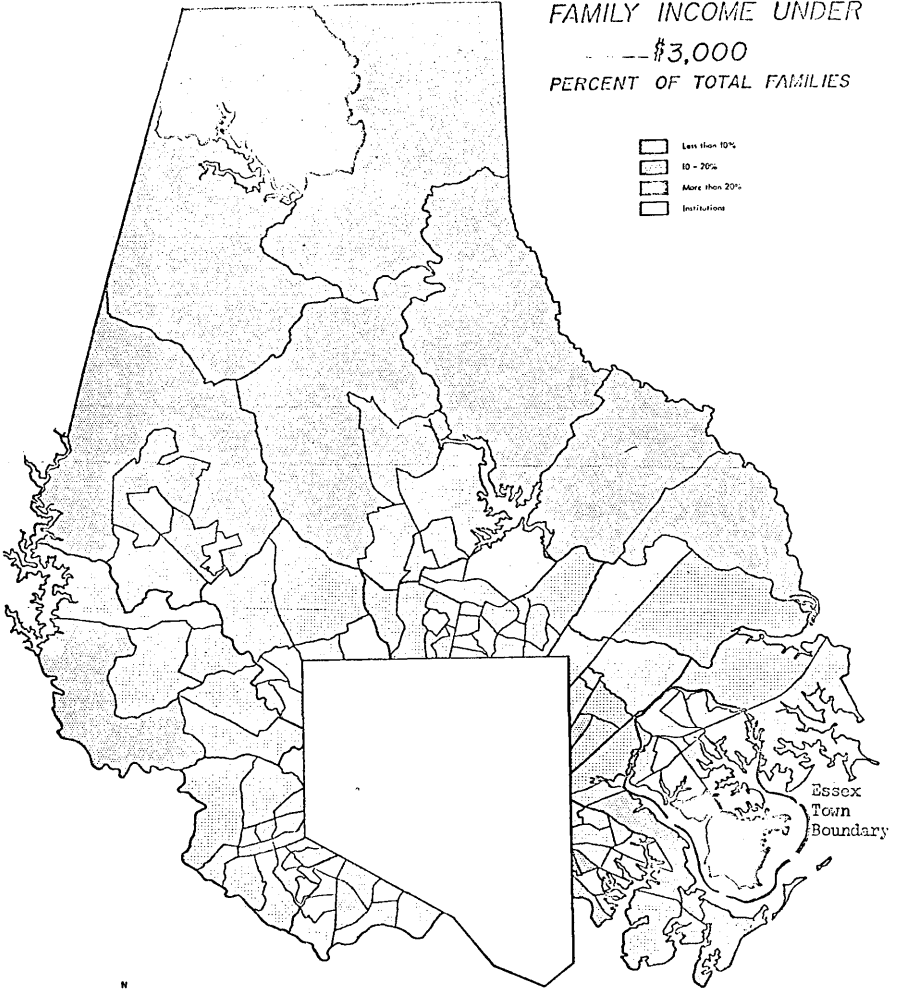 FAMILY INCOME UNDER
$3,000
PERCENT OF TOTAL FAMILIES
Less than 10%
10 - 20%
More than 20%
Institutions
Essex
Town
Boundary
N